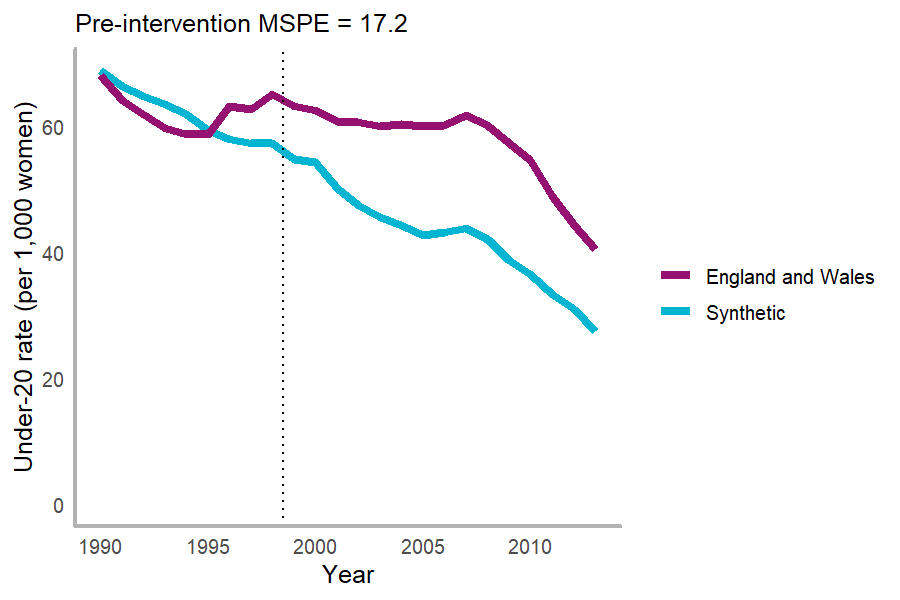 Pre-intervention MSPE = 17.2
Under-20 rate (per 1,000 women)
60
40
20
0
1990 1995 2000 2005 2010
Year
England and Wales
Synthetic